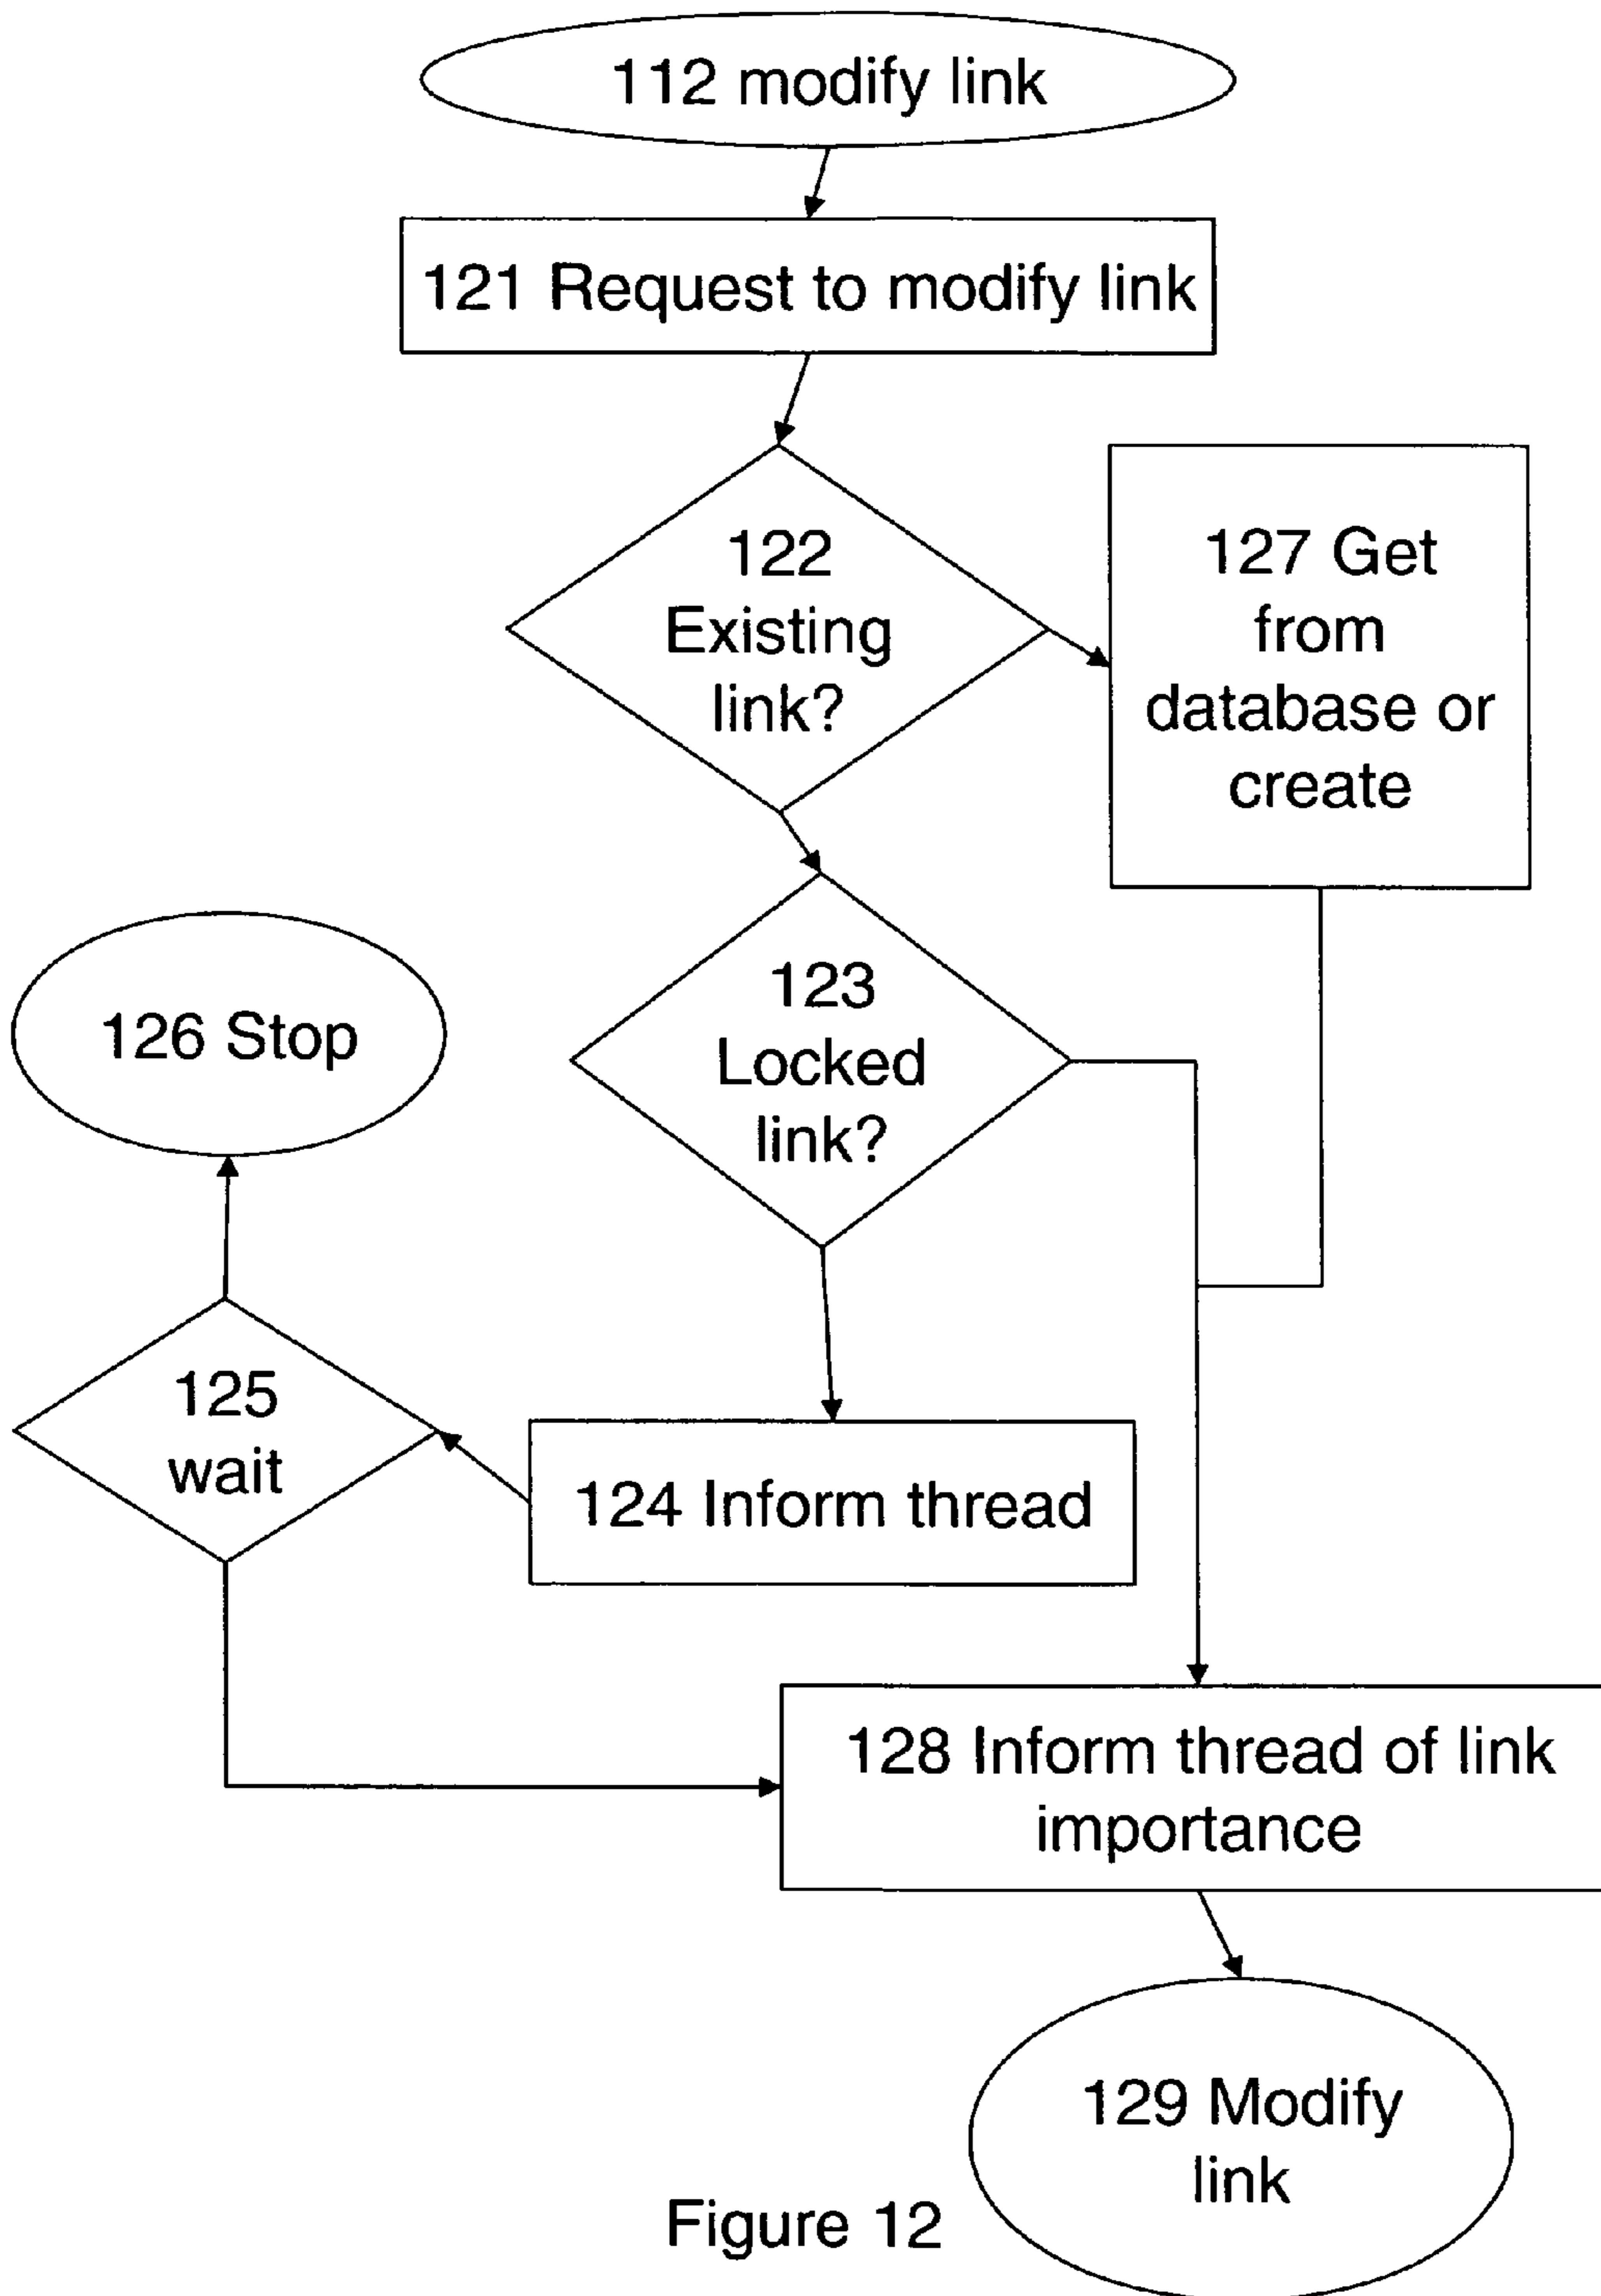 112 modify link
121 Request to modify link
122
Existing
link?
127 Get
from
database or
create
123
Locked
link?
126 Stop
125
wait
124 Inform thread
128 Inform thread of link
importance
129 Modify
link
Figure 12